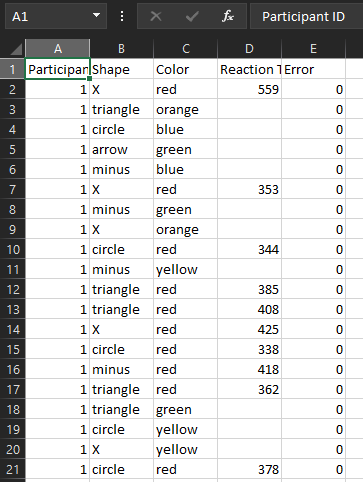 A1 fx Participant ID
A B C D E
1 Participan Shape Color Reaction T Error
2 1 X red 559 0
3 1 triangle orange 0
4 1 circle blue 0
5 1 arrow green 0
6 1 minus blue 0
7 1 X red 353 0
8 1 minus green 0
9 1 X orange 0
10 1 circle red 344 0
11 1 minus yellow 0
12 1 triangle red 385 0
13 1 triangle red 408 0
14 1 X red 425 0
15 1 circle red 338 0
16 1 minus red 418 0
17 1 triangle red 362 0
18 1 triangle green 0
19 1 circle yellow 0
20 1 X yellow 0
21 1 circle red 378 0